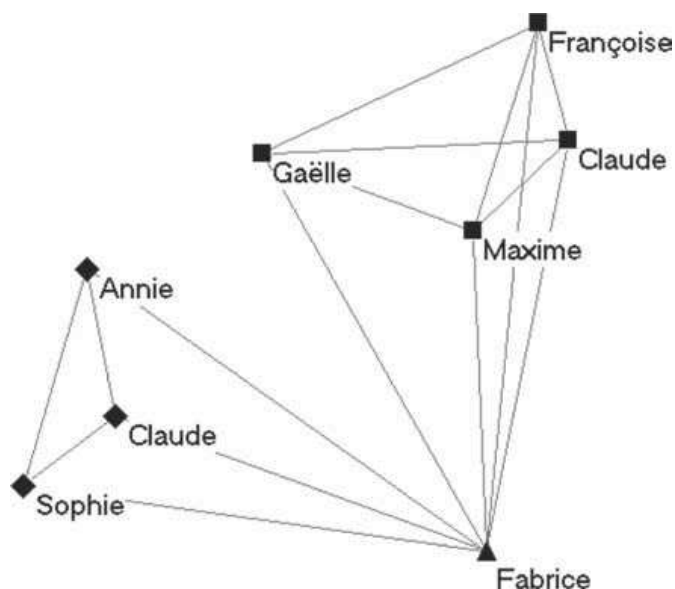 Françoise
Claude
Gaëlle
Maxime
Annie
Claude
Sophie
Fabrice